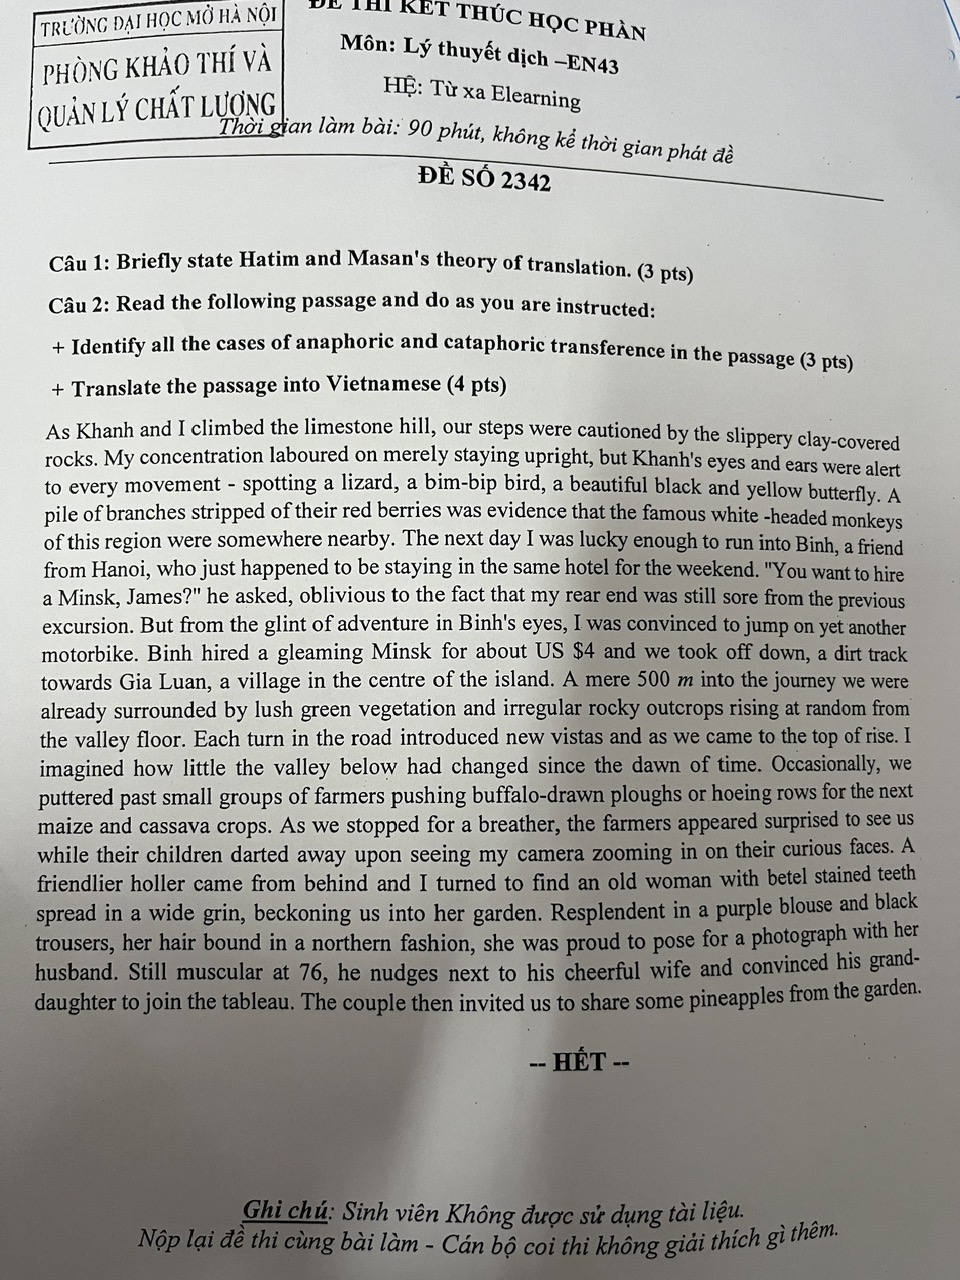 TRƯỜNG ĐẠI HỌC MỞ HÀ NỘI
PHÒNG KHẢO THÍ VÀ
QUẢN LÝ CHẤT LƯỢNG
ĐỀ THI KẾT THÚC HỌC PHẦN
Môn: Lý thuyết dịch –EN43
HỆ: Từ xa Elearning
Thời gian làm bài: 90 phút, không kể thời gian phát đề
ĐỀ SỐ 2342
Câu 1: Briefly state Hatim and Masan's theory of translation. (3 pts)
Câu 2: Read the following passage and do as you are instructed:
+ Identify all the cases of anaphoric and cataphoric transference in the passage (3 pts)
+ Translate the passage into Vietnamese (4 pts)
As Khanh and I climbed the limestone hill, our steps were cautioned by the slippery clay-covered
rocks. My concentration laboured on merely staying upright, but Khanh's eyes and ears were alert
to every movement - spotting a lizard, a bim-bip bird, a beautiful black and yellow butterfly. A
pile of branches stripped of their red berries was evidence that the famous white -headed monkeys
of this region were somewhere nearby. The next day I was lucky enough to run into Binh, a friend
from Hanoi, who just happened to be staying in the same hotel for the weekend. "You want to hire
a Minsk, James?" he asked, oblivious to the fact that my rear end was still sore from the previous
excursion. But from the glint of adventure in Binh's eyes, I was convinced to jump on yet another
motorbike. Binh hired a gleaming Minsk for about US $4 and we took off down, a dirt track
towards Gia Luan, a village in the centre of the island. A mere 500 m into the journey we were
already surrounded by lush green vegetation and irregular rocky outcrops rising at random from
the valley floor. Each turn in the road introduced new vistas and as we came to the top of rise. I
imagined how little the valley below had changed since the dawn of time. Occasionally, we
puttered past small groups of farmers pushing buffalo-drawn ploughs or hoeing rows for the next
maize and cassava crops. As we stopped for a breather, the farmers appeared surprised to see us
while their children darted away upon seeing my camera zooming in on their curious faces. A
friendlier holler came from behind and I turned to find an old woman with betel stained teeth
spread in a wide grin, beckoning us into her garden. Resplendent in a purple blouse and black
trousers, her hair bound in a northern fashion, she was proud to pose for a photograph with her
husband. Still muscular at 76, he nudges next to his cheerful wife and convinced his grand-
daughter to join the tableau. The couple then invited us to share some pineapples from the garden.
-- HẾT --
Ghi chú: Sinh viên Không được sử dụng tài liệu.
Nộp lại đề thi cùng bài làm - Cán bộ coi thi không giải thích gì thêm.